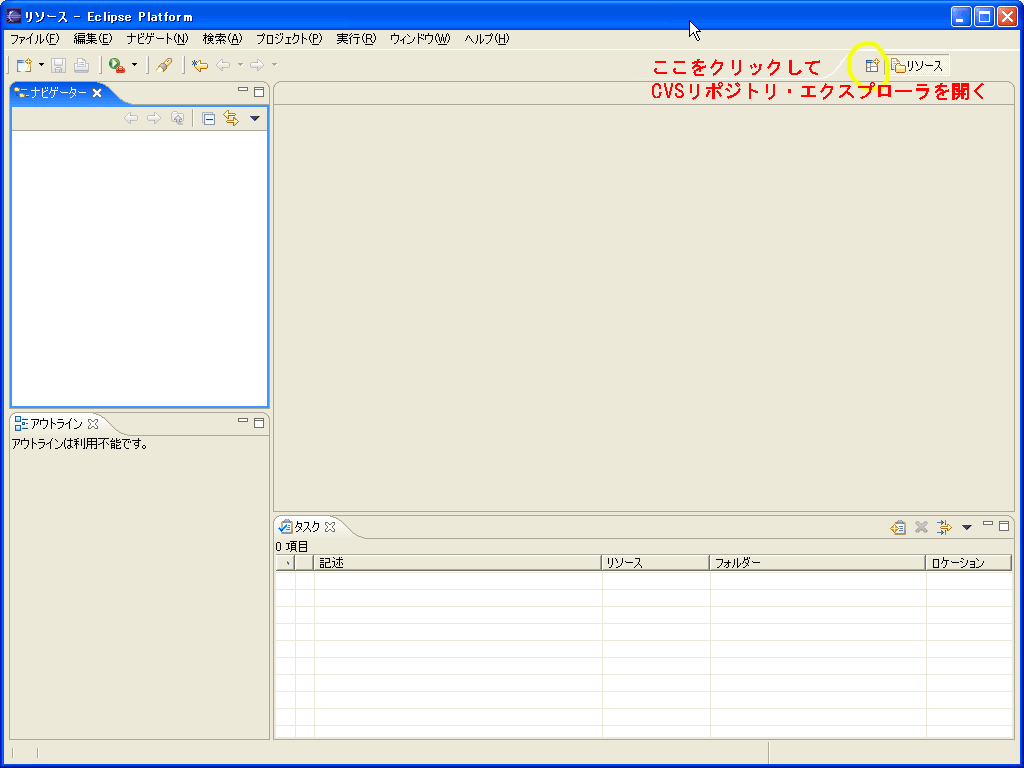 リソース - Eclipse Platform
ファイル(F) 編集(E) ナビゲート(N) 検索(A) プロジェクト(P) 実行(R) ウィンドウ(W) ヘルプ(H)
ここをクリックして
リソース
CVSリポジトリ・エクスプローラを開く
ナビゲーター
アウトライン
アウトラインは利用不能です。
タスク
0 項目
記述 リソース フォルダー ロケーション